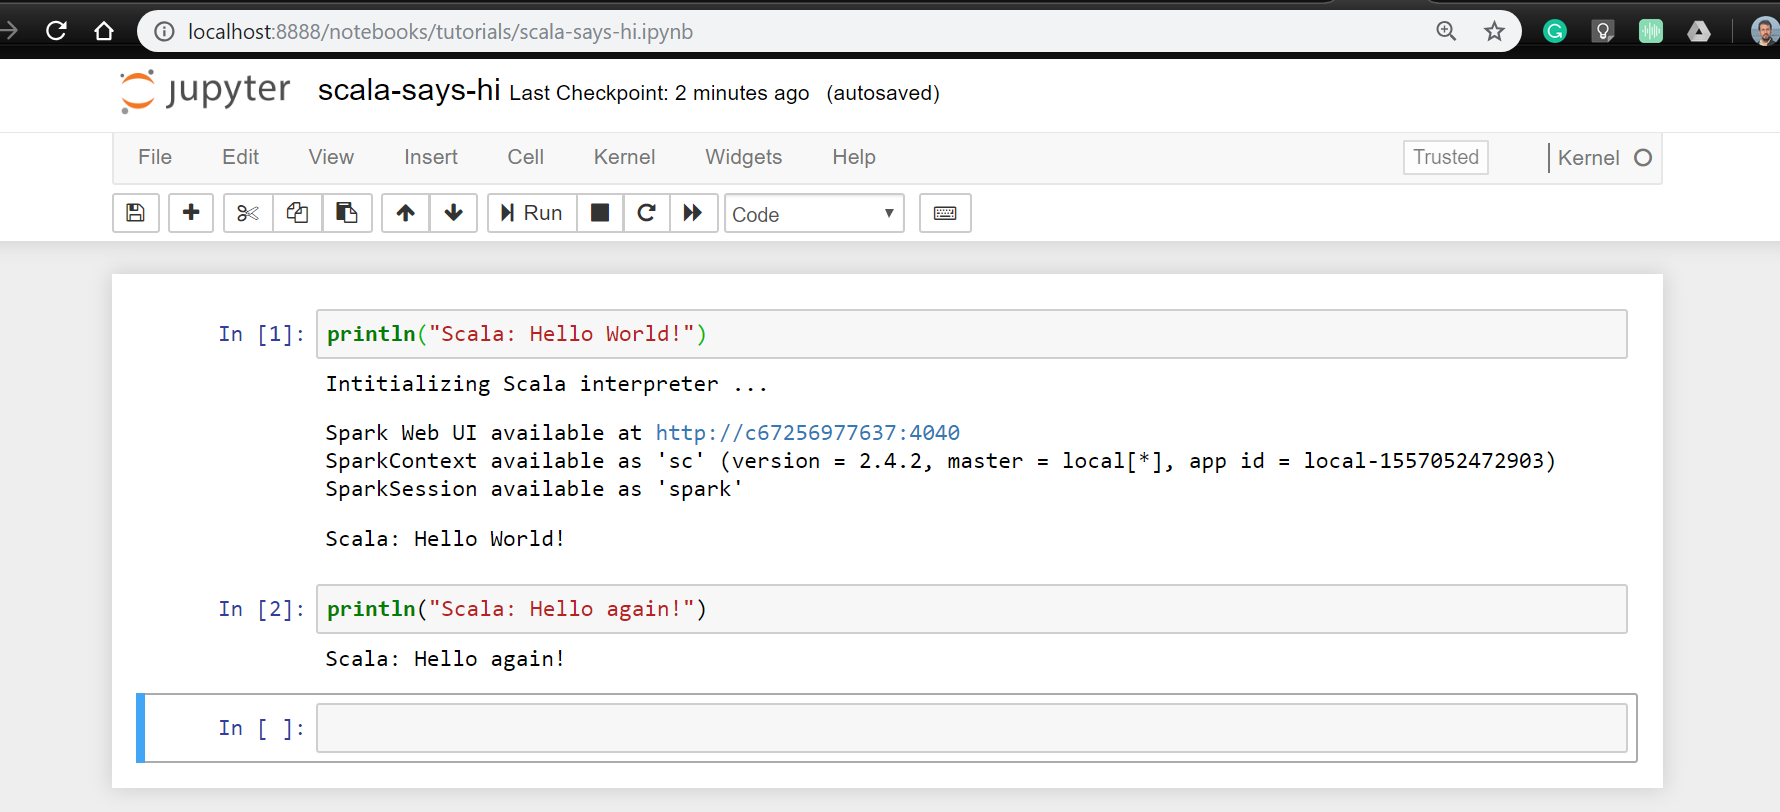 localhost:8888/notebooks/tutorials/scala-says-hi.ipynb
jupyter scala-says-hi Last Checkpoint: 2 minutes ago (autosaved)
File Edit View Insert Cell Kernel Widgets Help Trusted Kernel
Run Code
In [1]: println("Scala: Hello World!")
Intitializing Scala interpreter ...
Spark Web UI available at http://c67256977637:4040
SparkContext available as 'sc' (version = 2.4.2, master = local[*], app id = local-1557052472903)
SparkSession available as 'spark'
Scala: Hello World!
In [2]: println("Scala: Hello again!")
Scala: Hello again!
In [ ]: